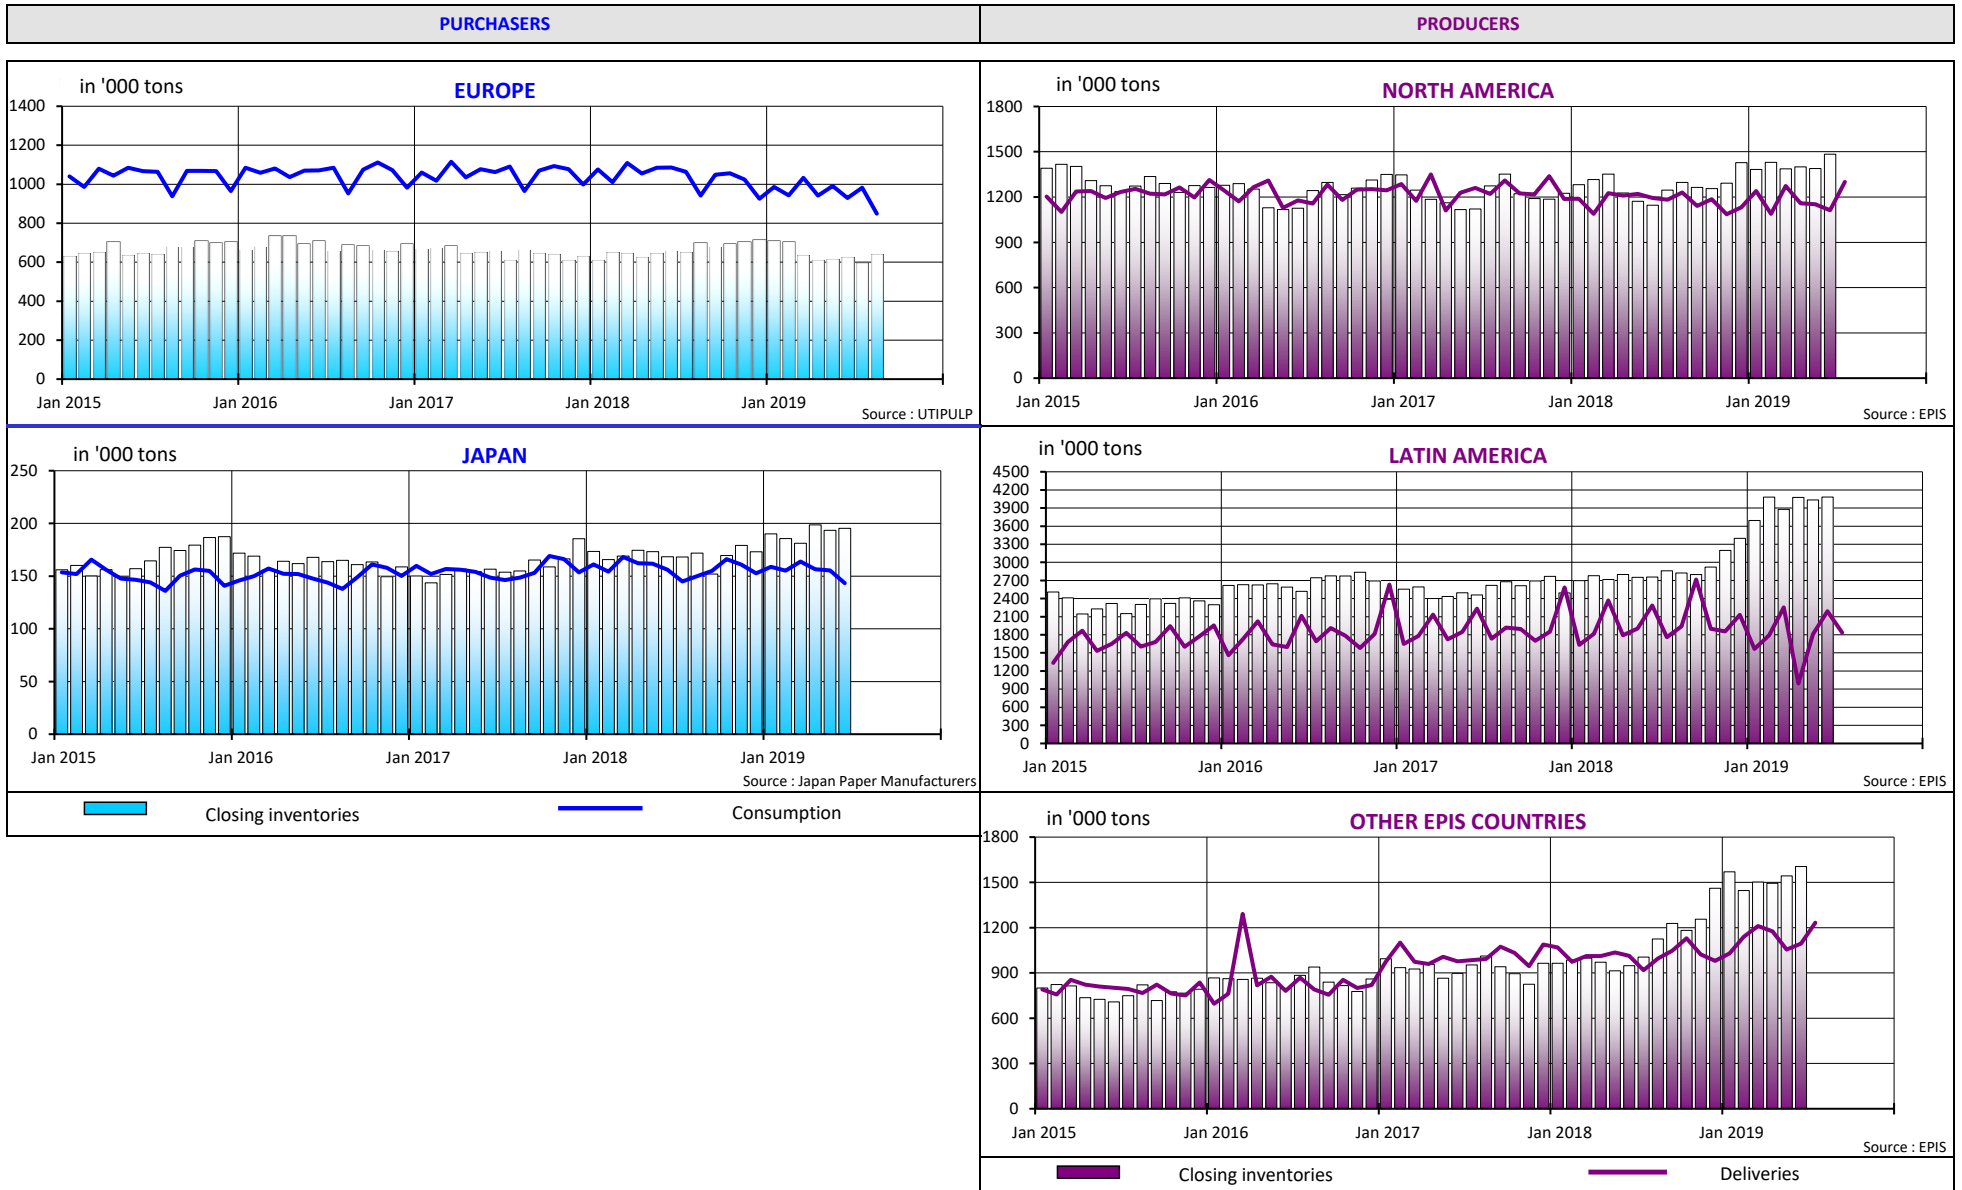 PURCHASERS
PRODUCERS
in '000 tons
EUROPE
1400
1200
1000
800
600
400
200
0
Jan 2015 Jan 2016 Jan 2017 Jan 2018 Jan 2019
Source : UTIPULP
in '000 tons
JAPAN
250
200
150
100
50
0
Jan 2015 Jan 2016 Jan 2017 Jan 2018 Jan 2019
Source : Japan Paper Manufacturers
Closing inventories Consumption
in '000 tons
NORTH AMERICA
1800
1500
1200
900
600
300
0
Jan 2015 Jan 2016 Jan 2017 Jan 2018 Jan 2019
Source : EPIS
in '000 tons
LATIN AMERICA
4500
4200
3900
3600
3300
3000
2700
2400
2100
1800
1500
1200
900
600
300
0
Jan 2015 Jan 2016 Jan 2017 Jan 2018 Jan 2019
Source : EPIS
in '000 tons
OTHER EPIS COUNTRIES
1800
1500
1200
900
600
300
0
Jan 2015 Jan 2016 Jan 2017 Jan 2018 Jan 2019
Source : EPIS
Closing inventories Deliveries